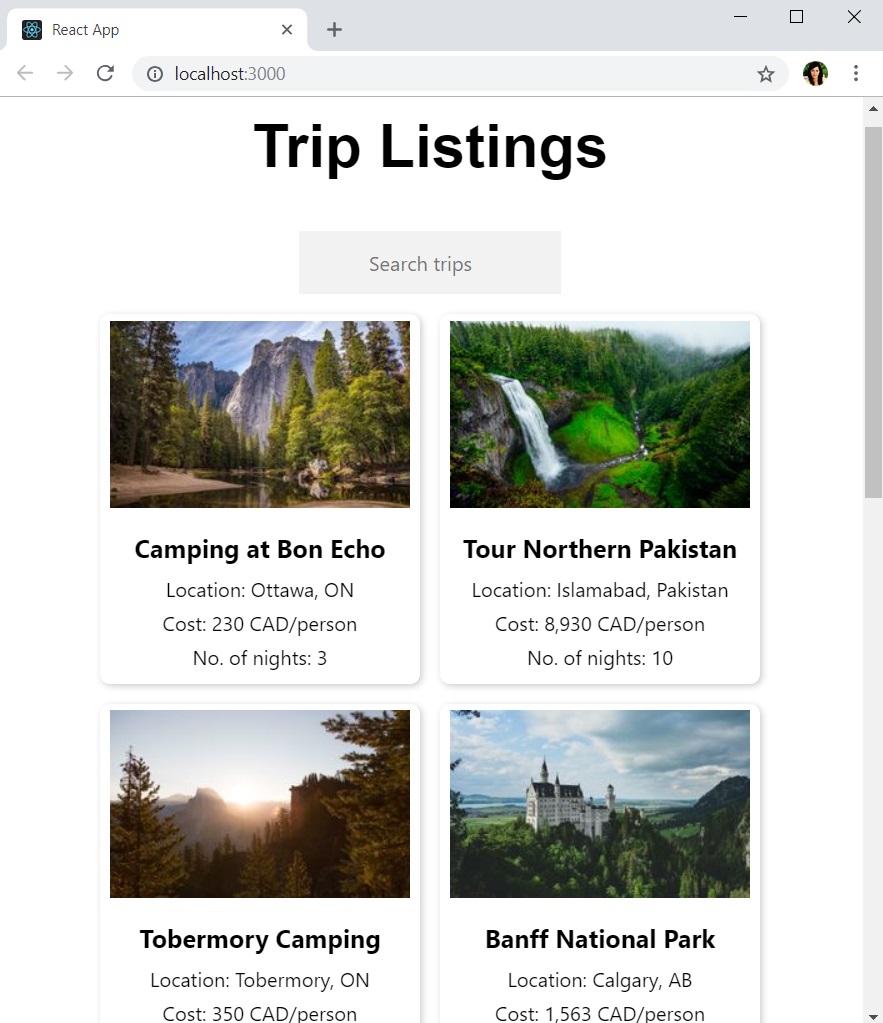 React App
localhost:3000
Trip Listings
Search trips
Camping at Bon Echo
Location: Ottawa, ON
Cost: 230 CAD/person
No. of nights: 3
Tour Northern Pakistan
Location: Islamabad, Pakistan
Cost: 8,930 CAD/person
No. of nights: 10
Tobermory Camping
Location: Tobermory, ON
Cost: 350 CAD/person
Banff National Park
Location: Calgary, AB
Cost: 1,563 CAD/person